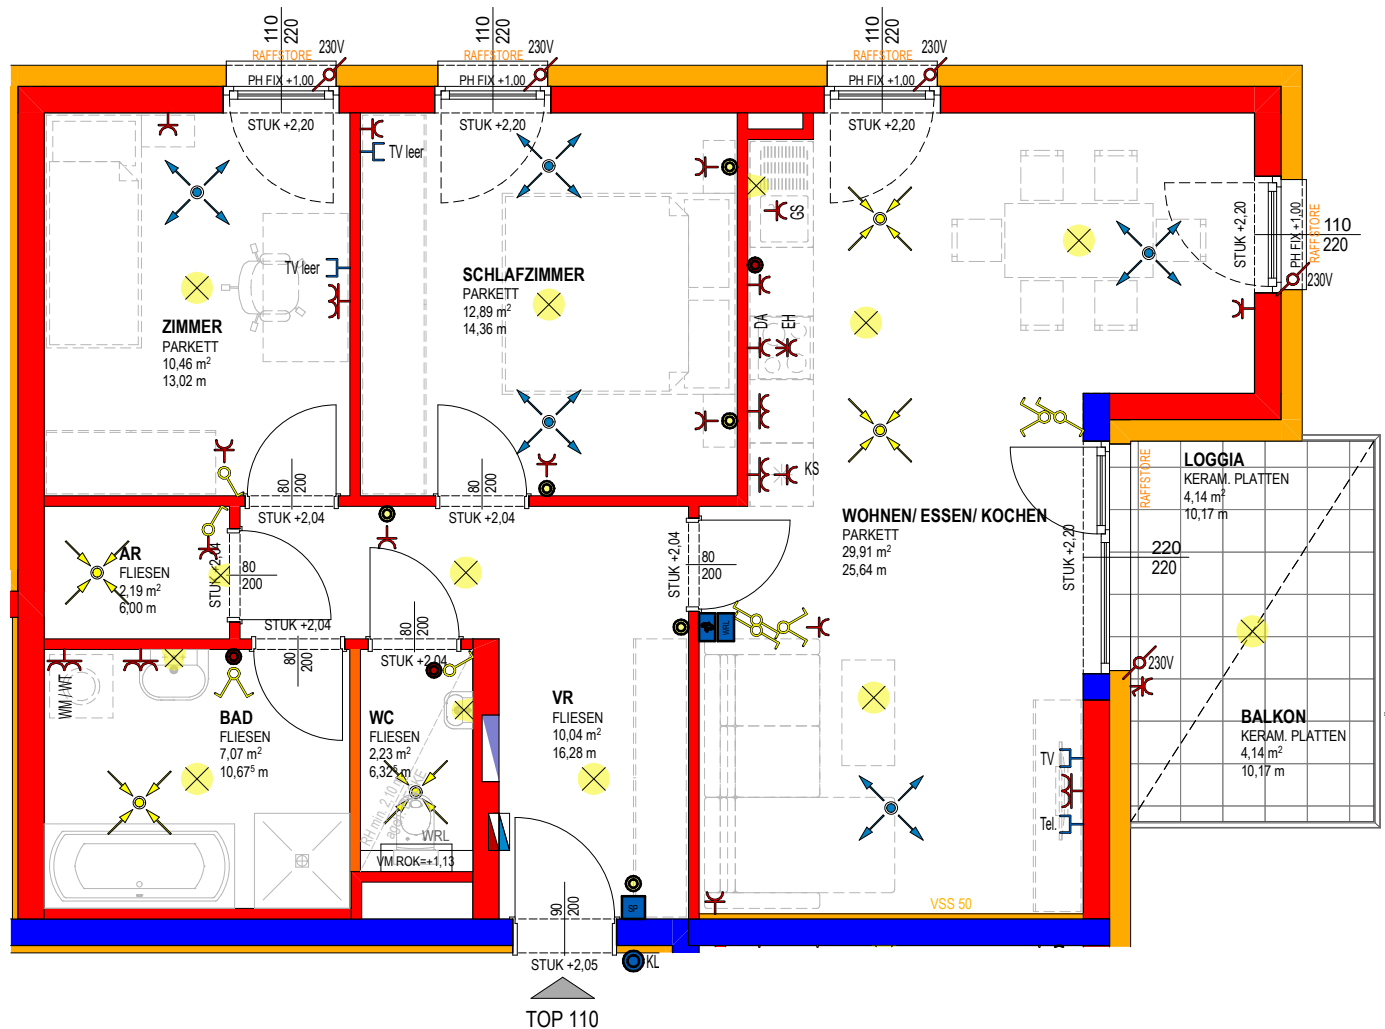 110
220
RAFFSTORE
230V
PH FIX +1,00
STUK +2,20
110
220
RAFFSTORE
230V
PH FIX +1,00
STUK +2,20
110
220
RAFFSTORE
230V
PH FIX +1,00
STUK +2,20
TV leer
TV leer
GS
DA
EH
KS
STUK +2,20
PH FIX +1,00
RAFFSTORE
110
220
230V
ZIMMER
PARKETT
10,46 m²
13,02 m
SCHLAFZIMMER
PARKETT
12,89 m²
14,36 m
80
200
STUK +2,04
80
200
STUK +2,04
WOHNEN/ ESSEN/ KOCHEN
PARKETT
29,91 m²
25,64 m
RAFFSTORE
LOGGIA
KERAM. PLATTEN
4,14 m²
10,17 m
STUK +2,20
220
220
230V
AR
FLIESEN
2,19 m²
6,00 m
STUK +2,04
80
200
STUK +2,04
80
200
STUK +2,04
80
200
STUK +2,04
80
200
WRL
WM / WT
BAD
FLIESEN
7,07 m²
10,67⁵ m
WC
FLIESEN
2,23 m²
6,32⁵ m
RH min. 2,10
WRL
VM ROK=+1,13
VR
FLIESEN
10,04 m²
16,28 m
BALKON
KERAM. PLATTEN
4,14 m²
10,17 m
TV
Tel.
VSS 50
SP
90
200
STUK +2,05
KL
TOP 110